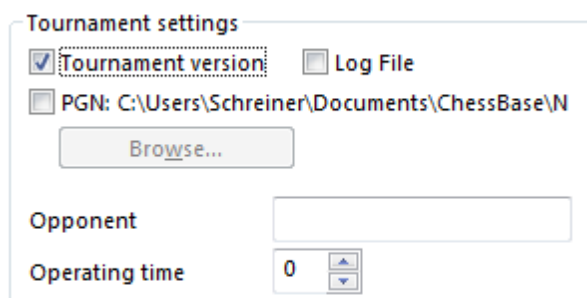 Tournament settings
Tournament version Log File
PGN: C:\Users\Schreiner\Documents\ChessBase\N
Browse...
Opponent
Operating time 0